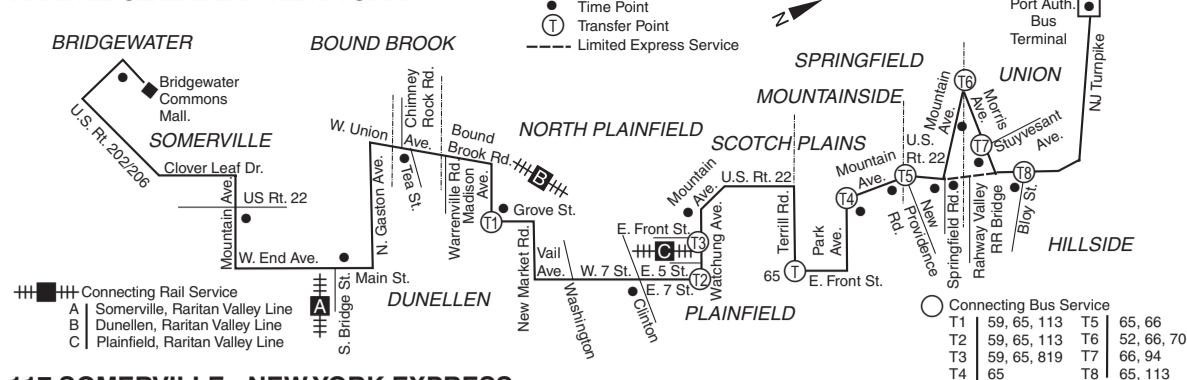 Time Point
T Transfer Point
Limited Express Service
N
Port Auth.
Bus
Terminal
NJ Turnpike
BRIDGEWATER
Bridgewater
Commons
Mall.
U.S. Rt. 202/206
SOMERVILLE
Clover Leaf Dr.
Mountain Ave.
US Rt. 22
W. End Ave.
Main St.
S. Bridge St.
A
BOUND BROOK
N. Gaston Ave.
W. Union Ave.
Tea St.
Chimney
Rock Rd.
Bound
Brook Rd.
B
Warrenville Rd.
Madison
Ave.
T1
Grove St.
DUNELLEN
New Market Rd.
Vail
Ave.
Washington
NORTH PLAINFIELD
W. 7 St.
Clinton
E. Front St.
C
T3
E. 5 St.
E. 7 St.
T2
PLAINFIELD
Watchung Ave.
Mountain
Ave.
U.S. Rt. 22
SCOTCH PLAINS
Terrill Rd.
65 T
E. Front St.
Park
Ave.
T4
Mountain
Ave.
T5
MOUNTAINSIDE
U.S.
Rt. 22
New
Providence
Rd.
SPRINGFIELD
Mountain
Ave.
Springfield Rd.
T6
Morris
Ave.
T7
Stuyvesant
Ave.
UNION
Rahway Valley
RR Bridge
T8
Bloy St.
HILLSIDE
Connecting Rail Service
A Somerville, Raritan Valley Line
B Dunellen, Raritan Valley Line
C Plainfield, Raritan Valley Line
Connecting Bus Service
T1 59, 65, 113 T5 65, 66
T2 59, 65, 113 T6 52, 66, 70
T3 59, 65, 819 T7 66, 94
T4 65 T8 65, 113
117 SOMERVILLE - NEW YORK EXPRESS